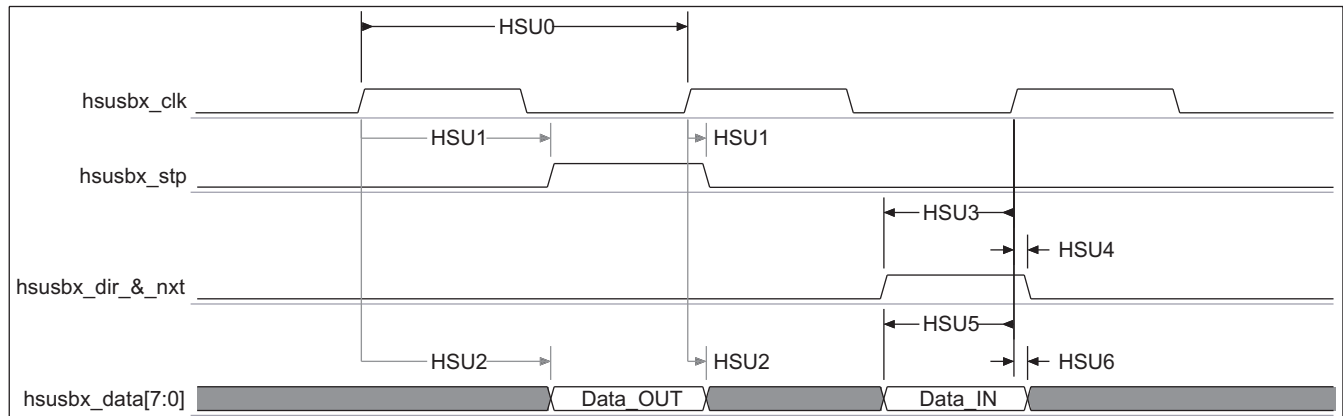 HSU0
hsusbx_clk
HSU1 HSU1
hsusbx_stp
HSU3
HSU4
hsusbx_dir_&_nxt
HSU5
HSU2 HSU2 HSU6
hsusbx_data[7:0] Data_OUT Data_IN